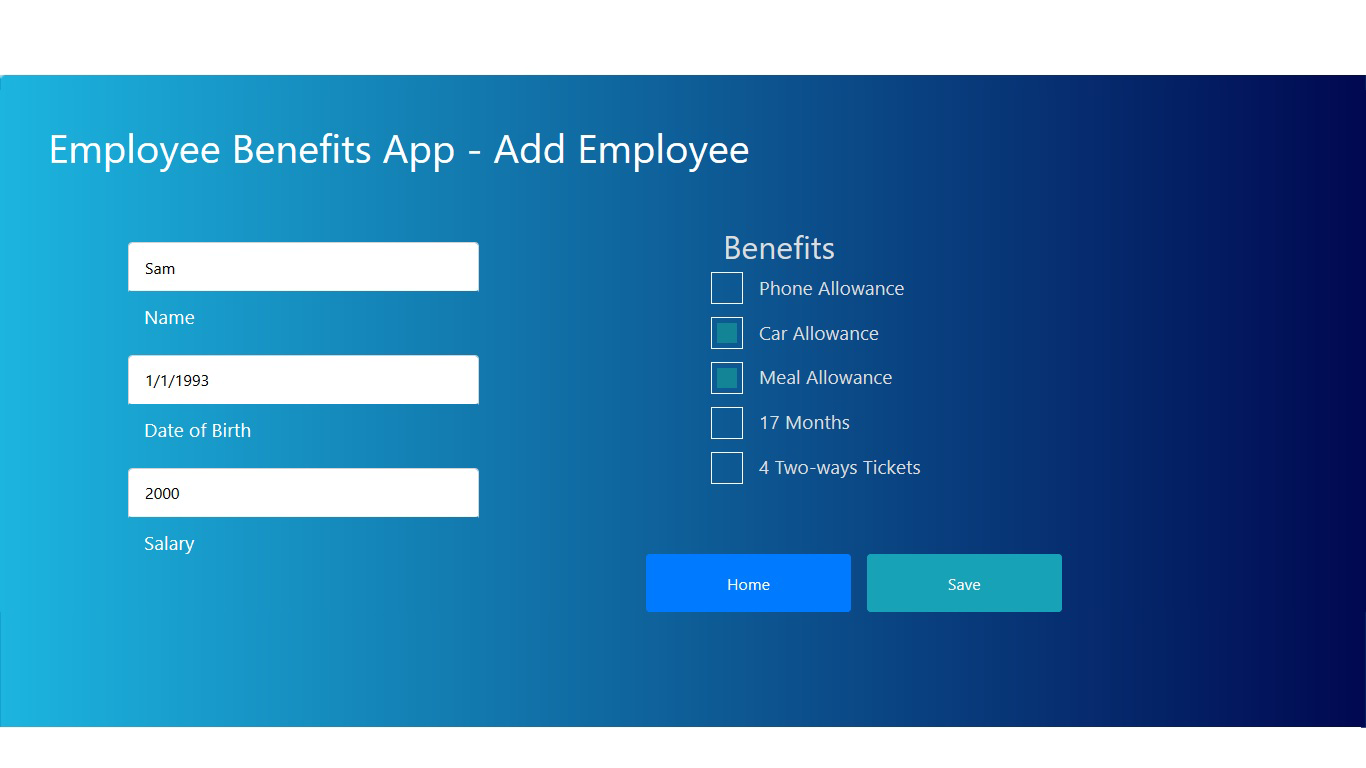 Employee Benefits App - Add Employee
Sam
Name
1/1/1993
Date of Birth
2000
Salary
Benefits
Phone Allowance
Car Allowance
Meal Allowance
17 Months
4 Two-ways Tickets
Home
Save